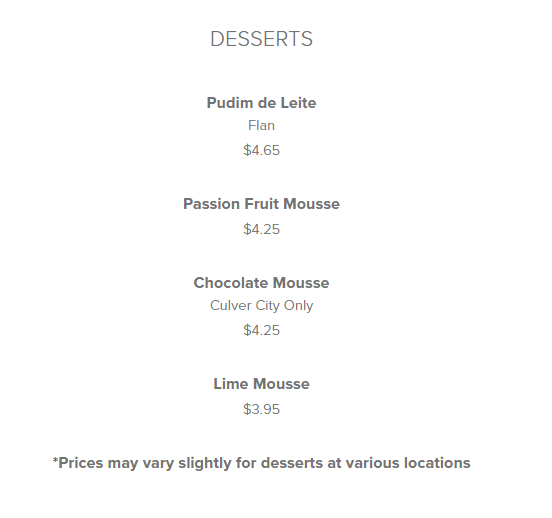 DESSERTS
Pudim de Leite
Flan
$4.65
Passion Fruit Mousse
$4.25
Chocolate Mousse
Culver City Only
$4.25
Lime Mousse
$3.95
*Prices may vary slightly for desserts at various locations